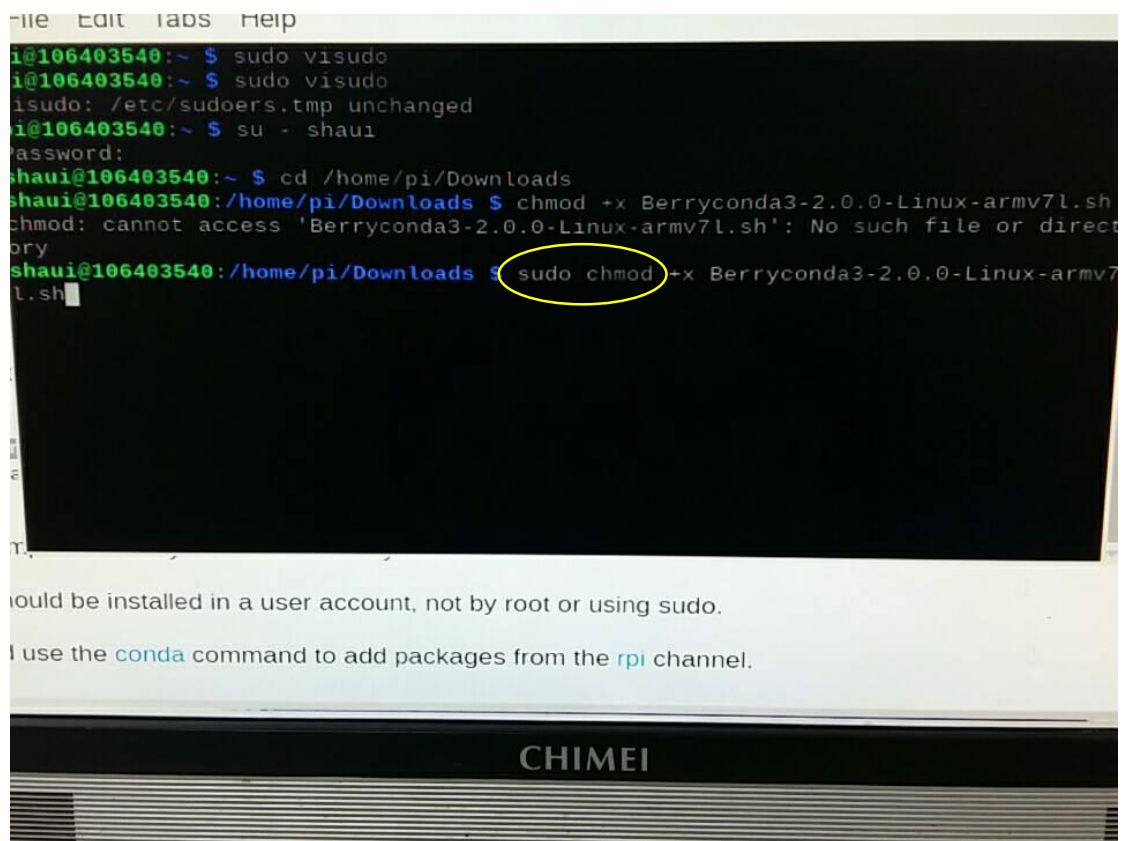 File Edit Tabs Help
i@106403540:~ $ sudo visudo
i@106403540:~ $ sudo visudo
isudo: /etc/sudoers.tmp unchanged
i@106403540:~ $ su - shaui
Password:
shaui@106403540:~ $ cd /home/pi/Downloads
shaui@106403540:/home/pi/Downloads $ chmod +x Berryconda3-2.0.0-Linux-armv7l.sh
chmod: cannot access 'Berryconda3-2.0.0-Linux-armv7l.sh': No such file or direct
ory
shaui@106403540:/home/pi/Downloads $ sudo chmod +x Berryconda3-2.0.0-Linux-armv7
l.sh
ould be installed in a user account, not by root or using sudo.
use the conda command to add packages from the rpi channel.
CHIMEI